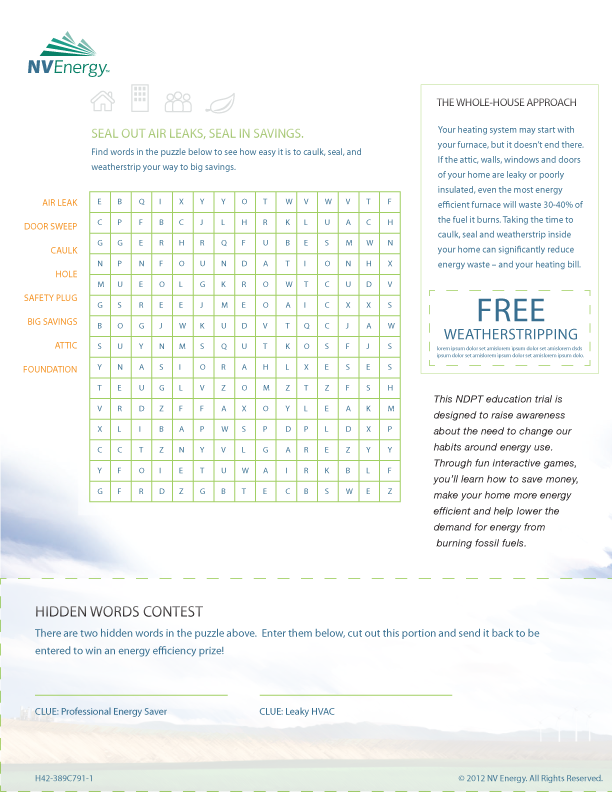 NVEnergy™
SEAL OUT AIR LEAKS, SEAL IN SAVINGS.
Find words in the puzzle below to see how easy it is to caulk, seal, and
weatherstrip your way to big savings.
AIR LEAK
DOOR SWEEP
CAULK
HOLE
SAFETY PLUG
BIG SAVINGS
ATTIC
FOUNDATION
E B Q I X Y Y O T W V W V T F
C P F B C J L H R K L U A C H
G G E R H R Q F U B E S M W N
N P N F O U N D A T I O N H X
M U E O L G K R O W T C U D V
G S R E E J M E O A I C X X S
B O G J W K U D V T Q C J A W
S U Y N M S Q U T K O S F J S
Y N A S I O R A H L X E S E S
T E U G L V Z O M Z T Z F S H
V R D Z F F A X O Y L E A K M
X L I B A P W S P D P L D X P
C C T Z N Y V L G A R E Z Y Y
Y F O I E T U W A I R K B L F
G F R D Z G B T E C B S W E Z
THE WHOLE-HOUSE APPROACH
Your heating system may start with
your furnace, but it doesn't end there.
If the attic, walls, windows and doors
of your home are leaky or poorly
insulated, even the most energy
efficient furnace will waste 30-40% of
the fuel it burns. Taking the time to
caulk, seal and weatherstrip inside
your home can significantly reduce
energy waste – and your heating bill.
FREE
WEATHERSTRIPPING
lorem ipsum dolor set amislorem ipsum dolor set amislorem dsds
ipsum dolor set amislorem ipsum dolor set amislorem ipsum dolo.
This NDPT education trial is
designed to raise awareness
about the need to change our
habits around energy use.
Through fun interactive games,
you'll learn how to save money,
make your home more energy
efficient and help lower the
demand for energy from
burning fossil fuels.
HIDDEN WORDS CONTEST
There are two hidden words in the puzzle above. Enter them below, cut out this portion and send it back to be
entered to win an energy efficiency prize!
CLUE: Professional Energy Saver
CLUE: Leaky HVAC
H42-389C791-1
© 2012 NV Energy. All Rights Reserved.